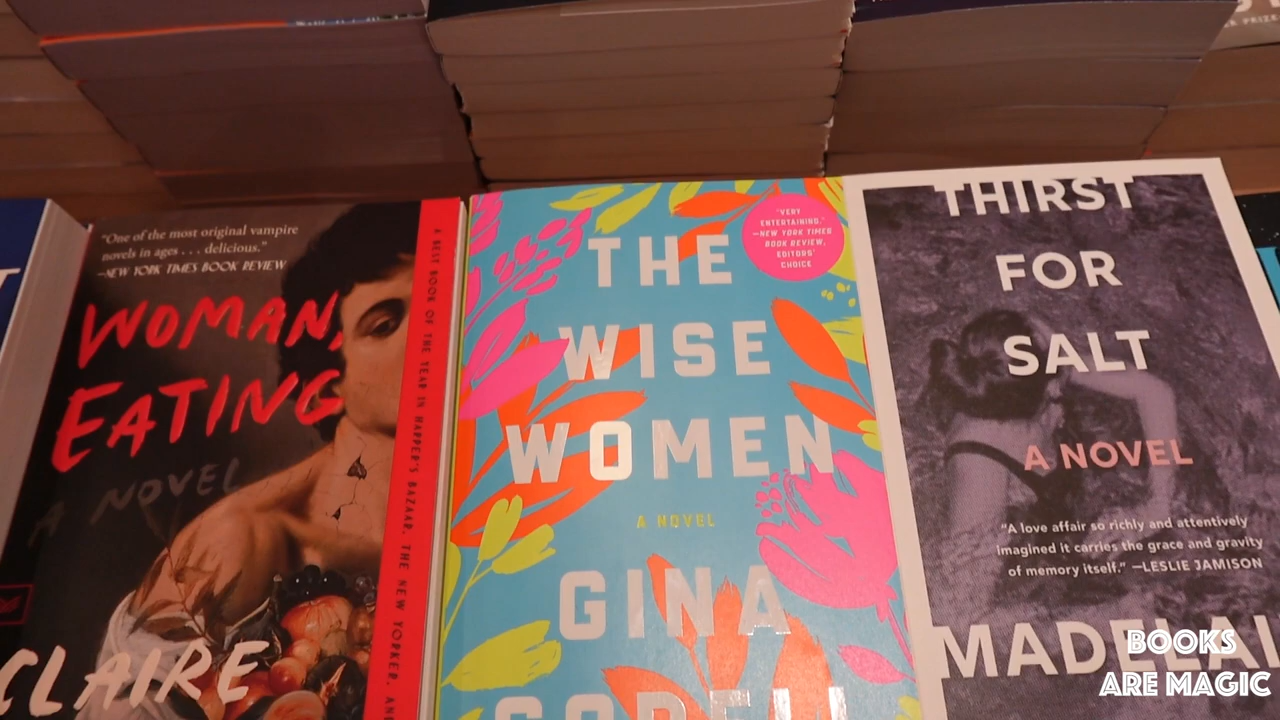 "One of the most original vampire
novels in ages . . . delicious."
—NEW YORK TIMES BOOK REVIEW
WOMAN,
EATING
A NOVEL
CLAIRE
A BEST BOOK OF THE YEAR IN HARPER'S BAZAAR, THE NEW YORKER,
"VERY
ENTERTAINING."
—NEW YORK TIMES
BOOK REVIEW,
EDITORS'
CHOICE
THE
WISE
WOMEN
A NOVEL
GINA
THIRST
FOR
SALT
A NOVEL
"A love affair so richly and attentively
imagined it carries the grace and gravity
of memory itself." —LESLIE JAMISON
MADELAI
BOOKS
ARE MAGIC